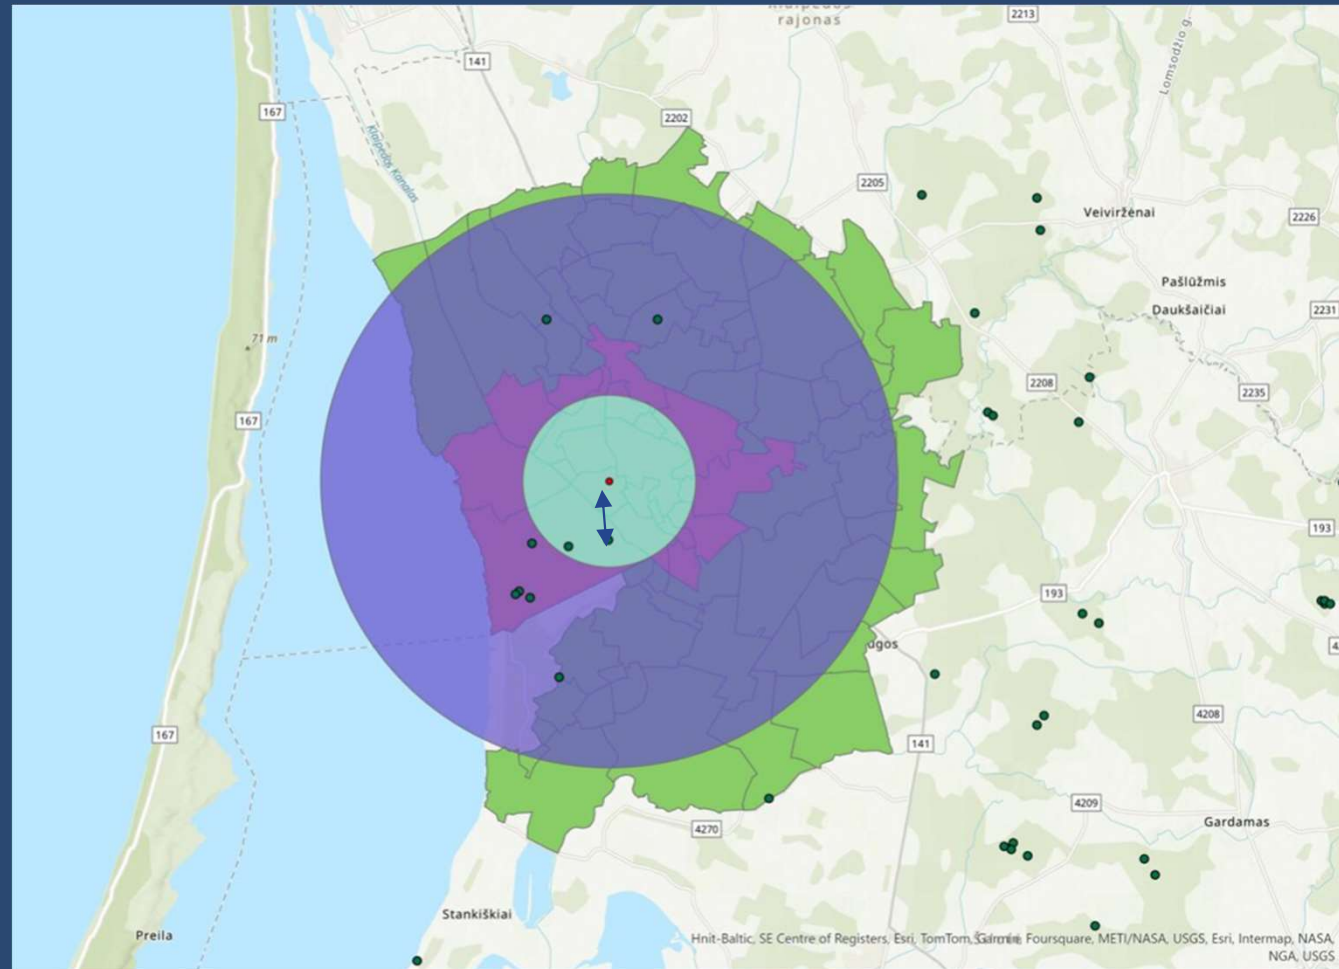 rajonas
2213
141
Lomsodžio g.
167
2202
Klaipėdos Kanalas
2205
Veiviržėnai
2226
Pašlūžmis
Daukšaičiai
2231
71 m
2208
2235
167
193
193
ugos
167
4208
141
4209
Gardamas
4270
Stankiškiai
Preila
Hnit-Baltic, SE Centre of Registers, Esri, TomTom, Garmin, Foursquare, METI/NASA, USGS, Esri, Intermap, NASA,
NGA, USGS